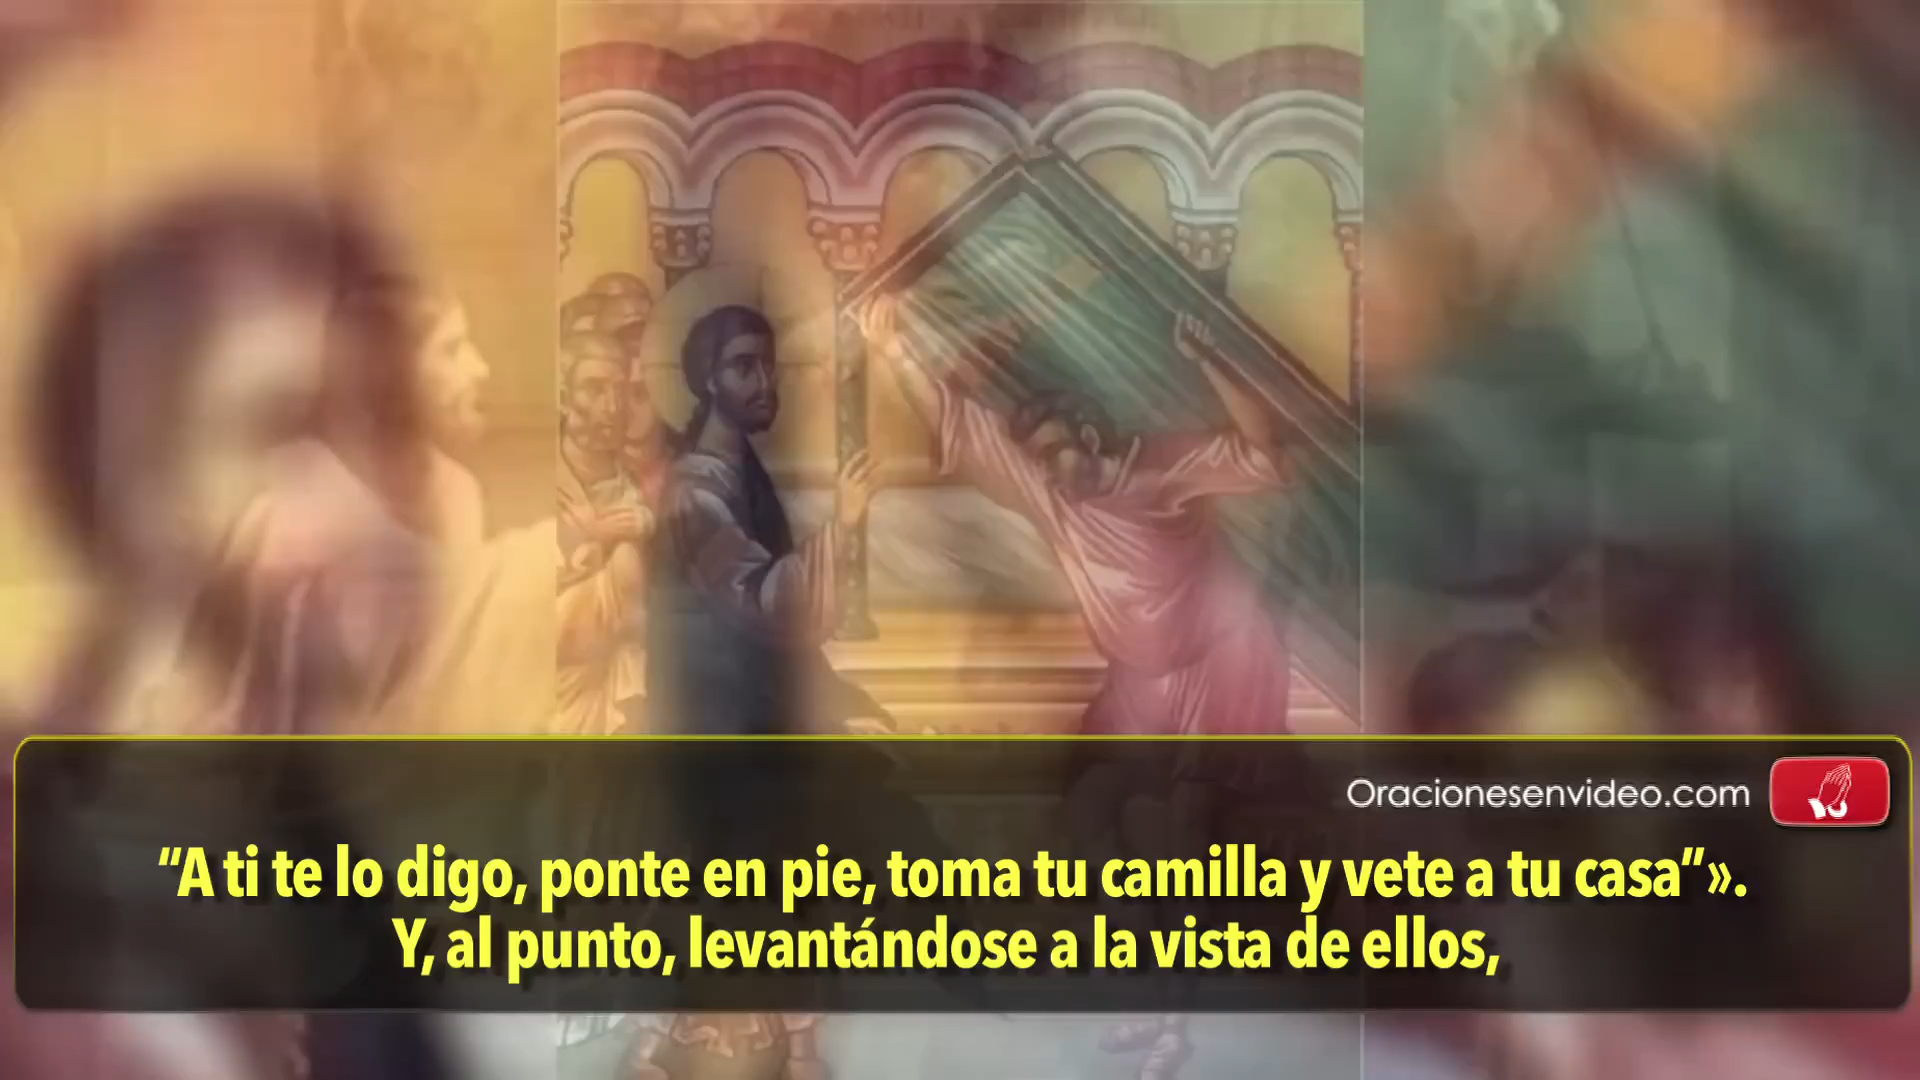 Oracionesenvideo.com
“A ti te lo digo, ponte en pie, toma tu camilla y vete a tu casa”».
Y, al punto, levantándose a la vista de ellos,